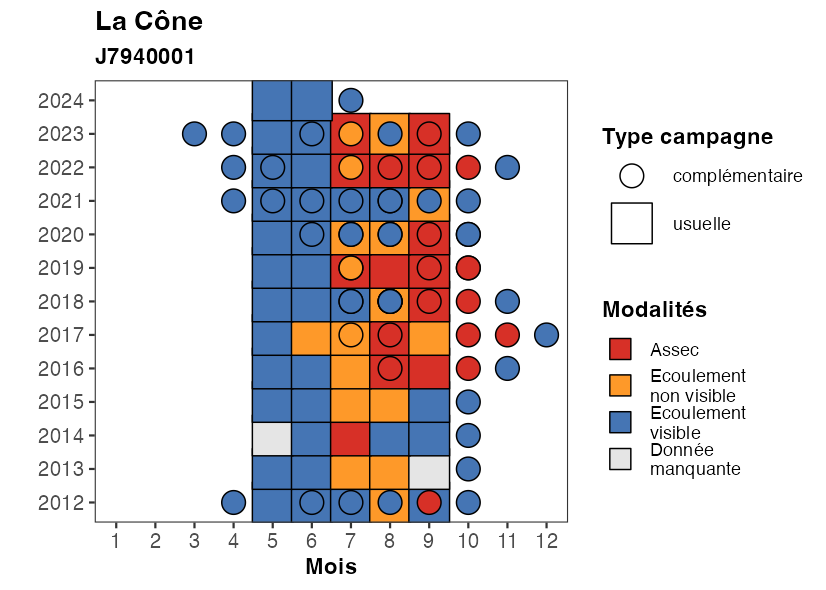 La Cône
J7940001
2024
2023
2022
2021
2020
2019
2018
2017
2016
2015
2014
2013
2012
1 2 3 4 5 6 7 8 9 10 11 12
Mois
Type campagne
complémentaire
usuelle
Modalités
Assec
Ecoulement
non visible
Ecoulement
visible
Donnée
manquante